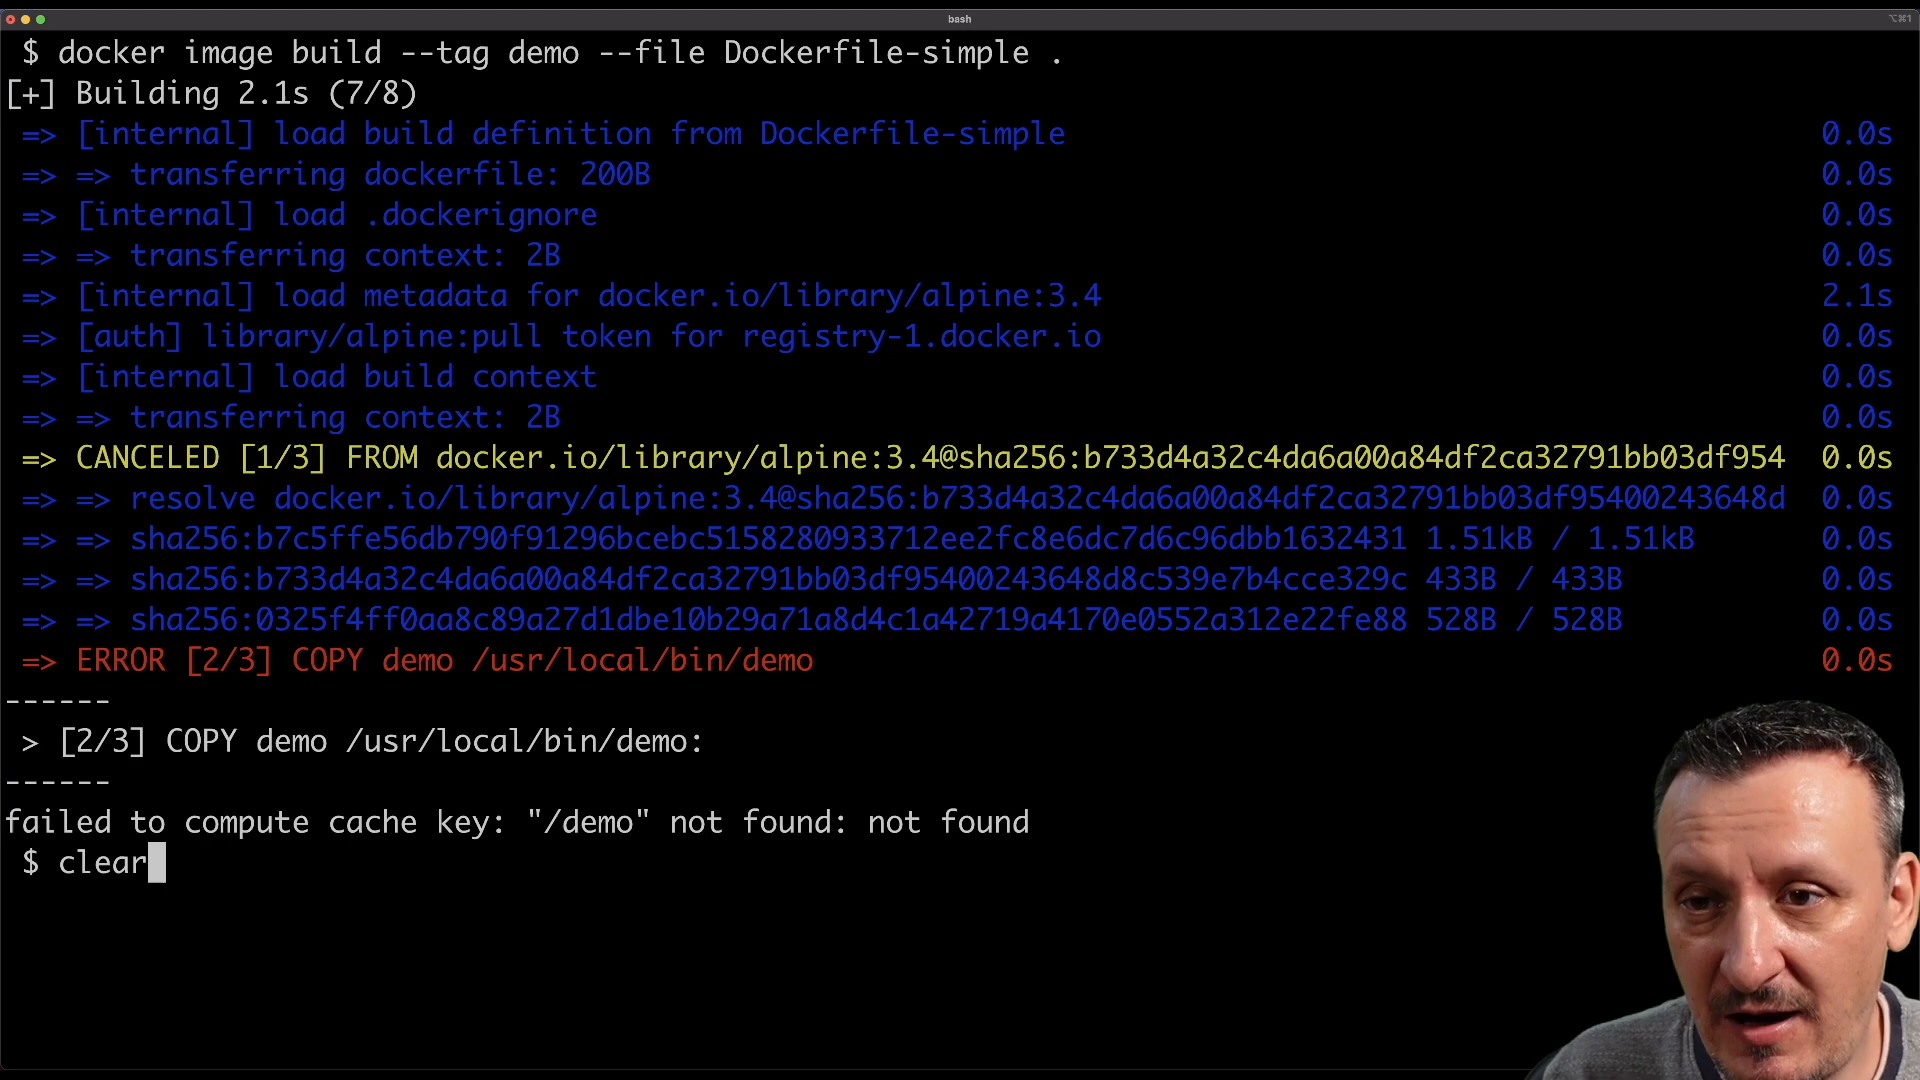 bash
⌥⌘1
$ docker image build --tag demo --file Dockerfile-simple .
[+] Building 2.1s (7/8)
=> [internal] load build definition from Dockerfile-simple 0.0s
=> => transferring dockerfile: 200B 0.0s
=> [internal] load .dockerignore 0.0s
=> => transferring context: 2B 0.0s
=> [internal] load metadata for docker.io/library/alpine:3.4 2.1s
=> [auth] library/alpine:pull token for registry-1.docker.io 0.0s
=> [internal] load build context 0.0s
=> => transferring context: 2B 0.0s
=> CANCELED [1/3] FROM docker.io/library/alpine:3.4@sha256:b733d4a32c4da6a00a84df2ca32791bb03df954 0.0s
=> => resolve docker.io/library/alpine:3.4@sha256:b733d4a32c4da6a00a84df2ca32791bb03df95400243648d 0.0s
=> => sha256:b7c5ffe56db790f91296bcebc5158280933712ee2fc8e6dc7d6c96dbb1632431 1.51kB / 1.51kB 0.0s
=> => sha256:b733d4a32c4da6a00a84df2ca32791bb03df95400243648d8c539e7b4cce329c 433B / 433B 0.0s
=> => sha256:0325f4ff0aa8c89a27d1dbe10b29a71a8d4c1a42719a4170e0552a312e22fe88 528B / 528B 0.0s
=> ERROR [2/3] COPY demo /usr/local/bin/demo 0.0s
------
> [2/3] COPY demo /usr/local/bin/demo:
------
failed to compute cache key: "/demo" not found: not found
$ clear